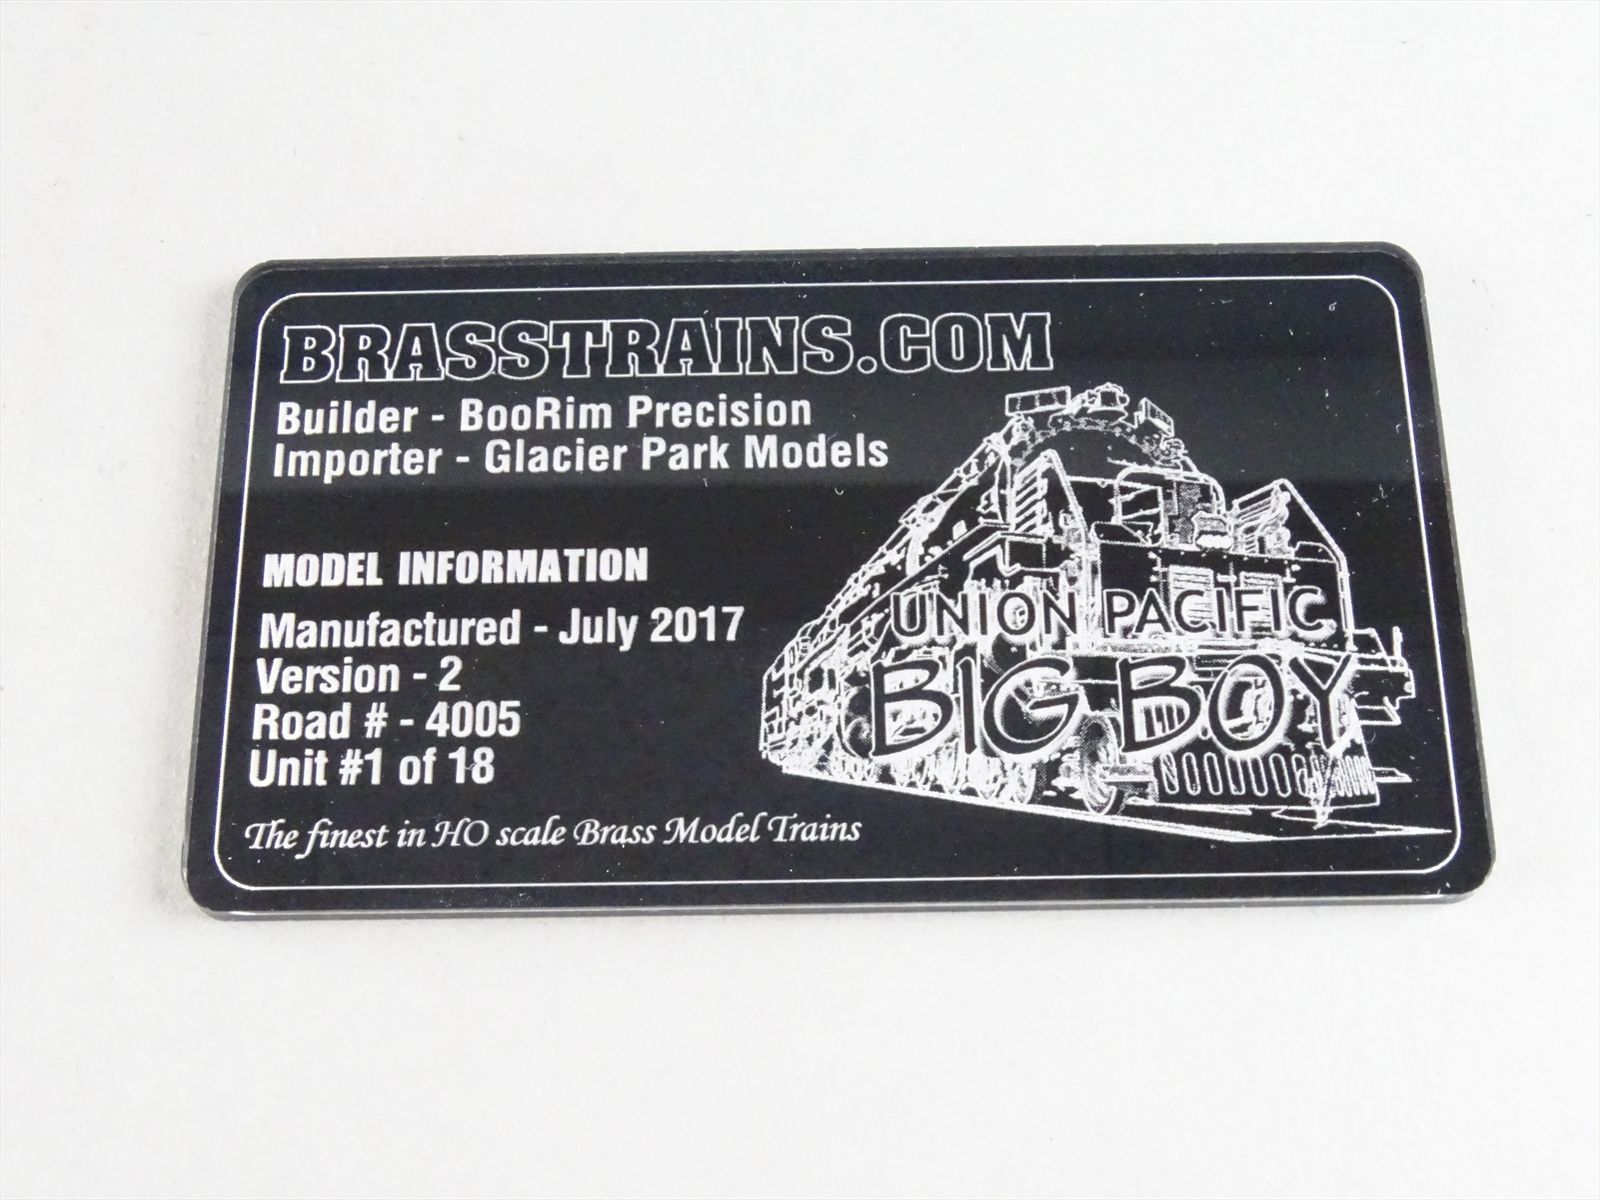 BRASSTRAINS.COM
Builder - BooRim Precision
Importer - Glacier Park Models
MODEL INFORMATION
Manufactured - July 2017
Version - 2
Road # - 4005
Unit #1 of 18
The finest in HO scale Brass Model Trains
UNION PACIFIC
BIG BOY